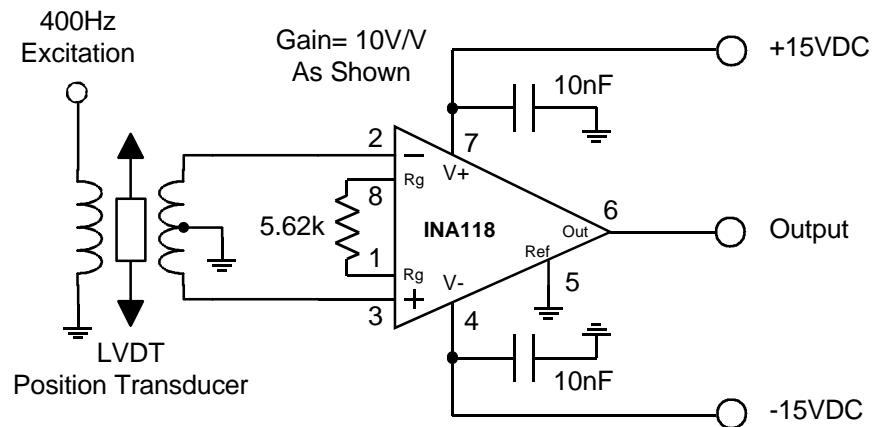 400Hz
Excitation
Gain= 10V/V
As Shown
+15VDC
10nF
2
7
V+
8
Rg
5.62k
INA118
6
Out
Output
1
Rg
Ref
5
V-
3
4
LVDT
Position Transducer
10nF
-15VDC